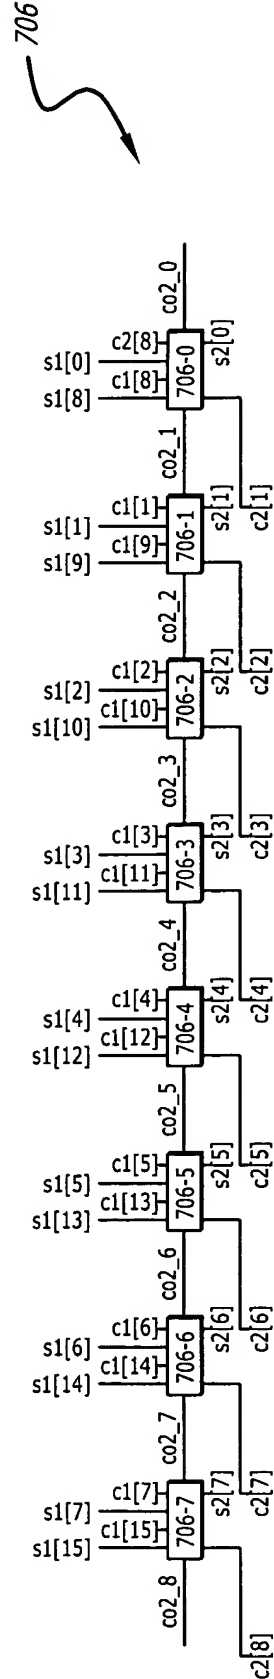 706
co2_0
s1[0]
c2[8]
s1[8]
c1[8]
706-0
s2[0]
c2[1]
co2_1
s1[1]
c1[1]
s1[9]
c1[9]
706-1
s2[1]
c2[2]
co2_2
s1[2]
c1[2]
s1[10]
c1[10]
706-2
s2[2]
c2[3]
co2_3
s1[3]
c1[3]
s1[11]
c1[11]
706-3
s2[3]
c2[4]
co2_4
s1[4]
c1[4]
s1[12]
c1[12]
706-4
s2[4]
c2[5]
co2_5
s1[5]
c1[5]
s1[13]
c1[13]
706-5
s2[5]
c2[6]
co2_6
s1[6]
c1[6]
s1[14]
c1[14]
706-6
s2[6]
c2[7]
co2_7
s1[7]
c1[7]
s1[15]
c1[15]
706-7
s2[7]
c2[8]
co2_8